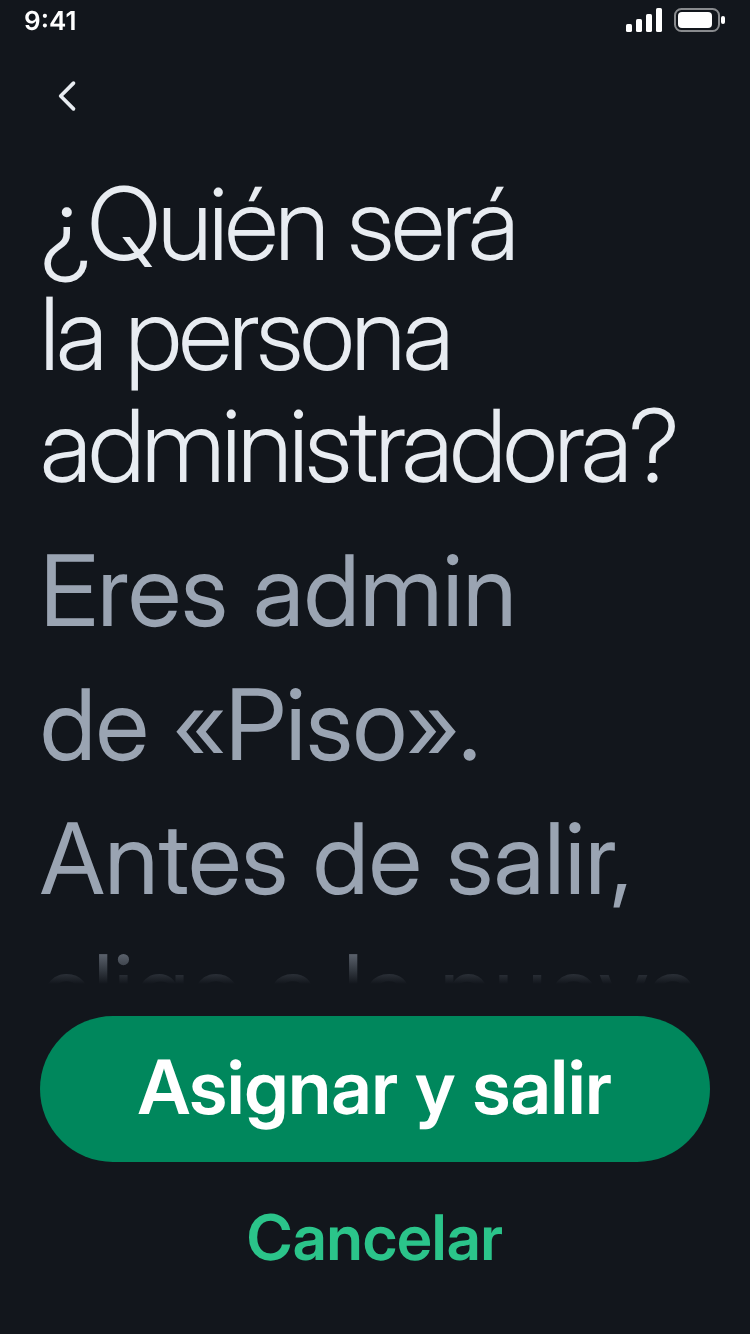 9:41
¿Quién será
la persona
administradora?
Eres admin
de «Piso».
Antes de salir,
Asignar y salir
Cancelar